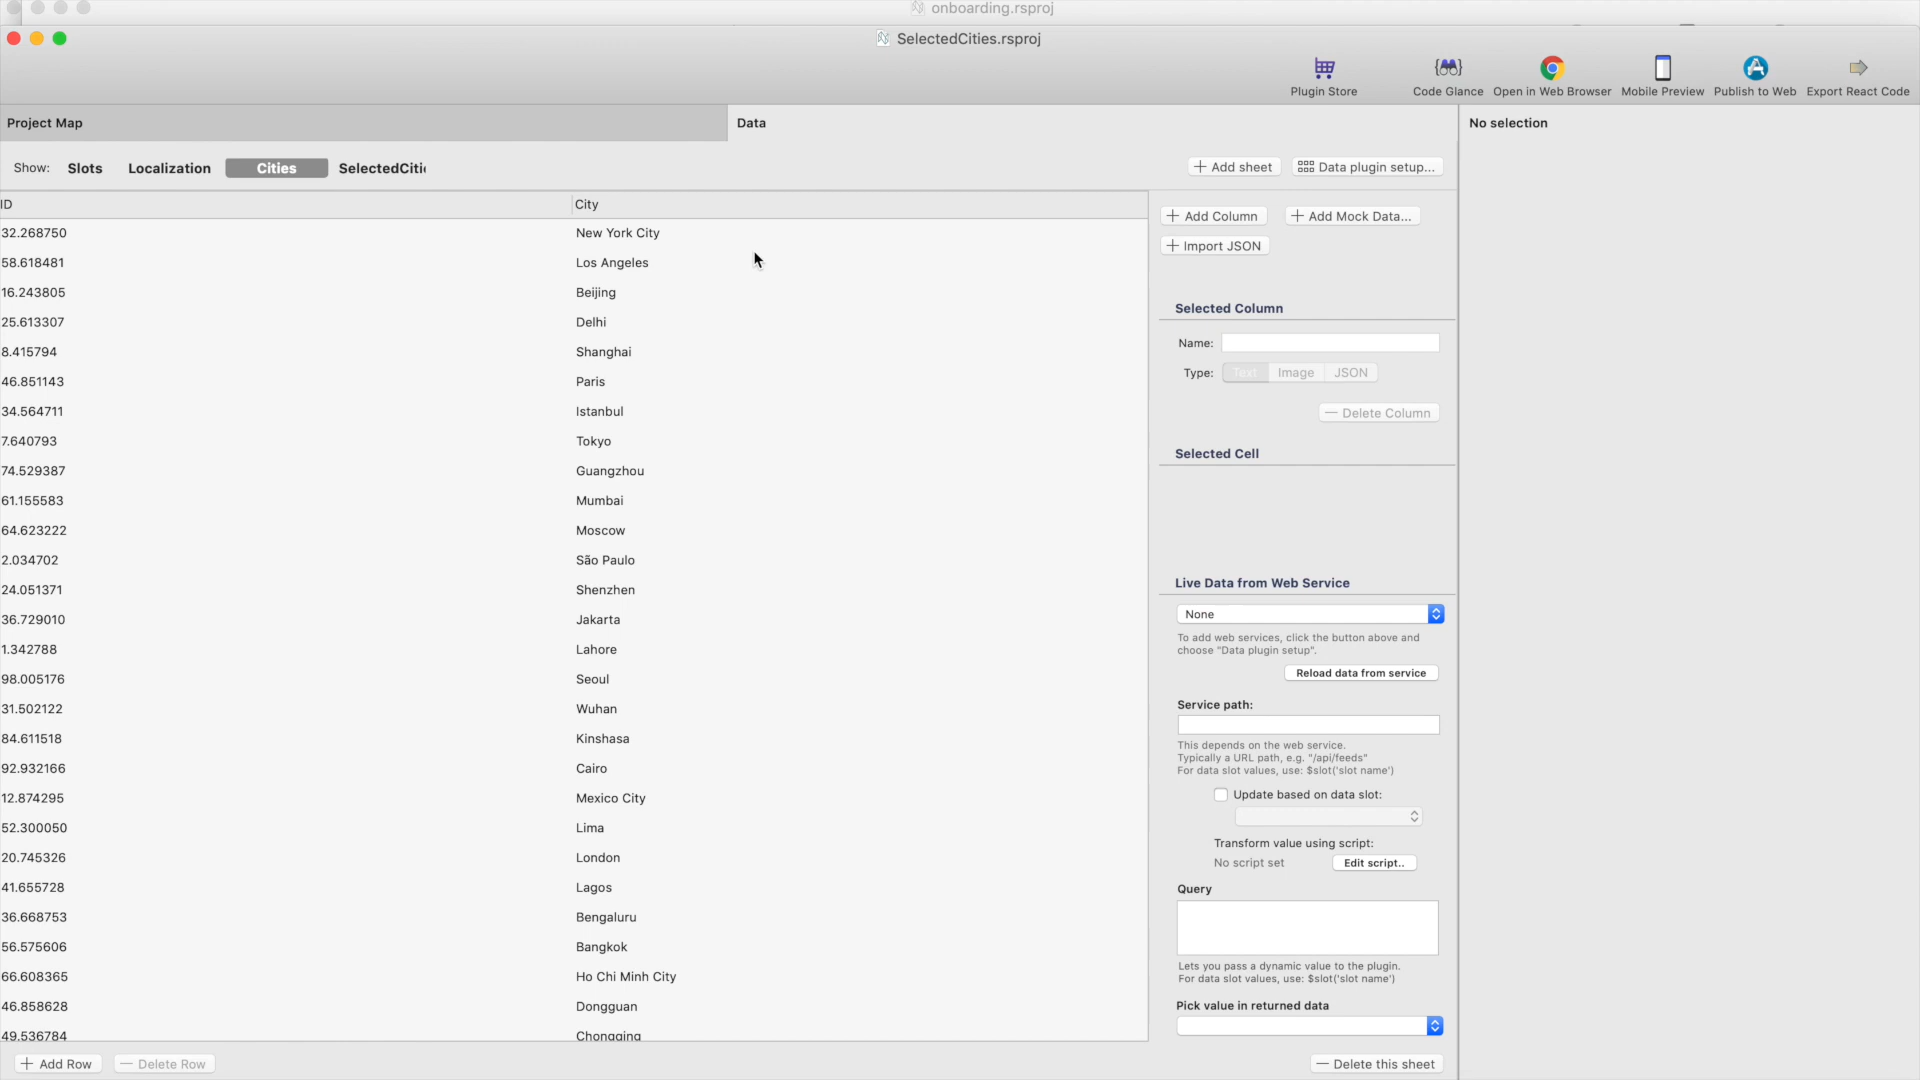 onboarding.rsproj
SelectedCities.rsproj
Plugin Store
Code Glance
Open in Web Browser
Mobile Preview
Publish to Web
Export React Code
Project Map
Data
No selection
Show:
Slots
Localization
Cities
SelectedCiti
Add sheet
Data plugin setup...
ID City
32.268750 New York City
58.618481 Los Angeles
16.243805 Beijing
25.613307 Delhi
8.415794 Shanghai
46.851143 Paris
34.564711 Istanbul
7.640793 Tokyo
74.529387 Guangzhou
61.155583 Mumbai
64.623222 Moscow
2.034702 São Paulo
24.051371 Shenzhen
36.729010 Jakarta
1.342788 Lahore
98.005176 Seoul
31.502122 Wuhan
84.611518 Kinshasa
92.932166 Cairo
12.874295 Mexico City
52.300050 Lima
20.745326 London
41.655728 Lagos
36.668753 Bengaluru
56.575606 Bangkok
66.608365 Ho Chi Minh City
46.858628 Dongguan
49.536784 Chongqing
Add Row
Delete Row
Add Column
Add Mock Data...
Import JSON
Selected Column
Name:
Type: Text Image JSON
Delete Column
Selected Cell
Live Data from Web Service
None
To add web services, click the button above and
choose "Data plugin setup".
Reload data from service
Service path:
This depends on the web service.
Typically a URL path, e.g. "/api/feeds"
For data slot values, use: $slot('slot name')
Update based on data slot:
Transform value using script:
No script set
Edit script..
Query
Lets you pass a dynamic value to the plugin.
For data slot values, use: $slot('slot name')
Pick value in returned data
Delete this sheet